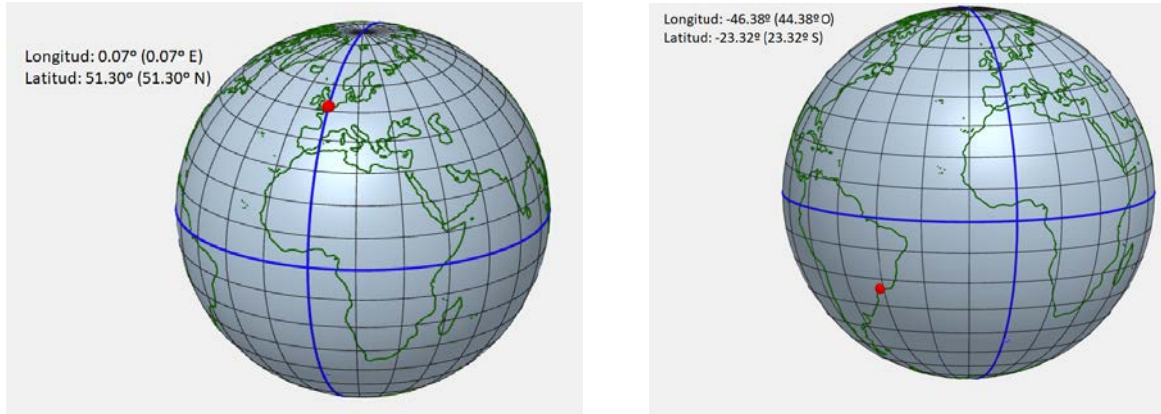 Longitud: 0.07º (0.07º E)
Latitud: 51.30º (51.30º N)
Longitud: -46.38º (44.38º O)
Latitud: -23.32º (23.32º S)